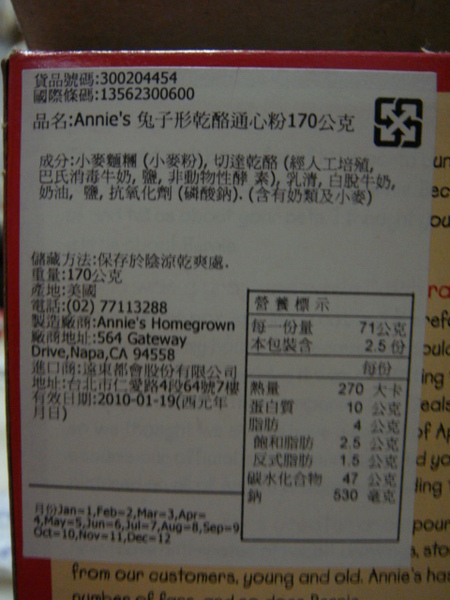 貨品號碼:300204454
國際條碼:13562300600
品名:Annie's 兔子形乾酪通心粉170公克
成分:小麥麵欄 (小麥粉), 切達乾酪 (經人工培殖,
巴氏消毒牛奶, 鹽, 非動物性酵 素), 乳清, 白脫牛奶,
奶油, 鹽, 抗氧化劑 (磷酸鈉). (含有奶類及小麥)
儲藏方法:保存於陰涼乾爽處.
重量:170公克
產地:美國
電話:(02) 77113288
製造廠商:Annie's Homegrown
廠商地址:564 Gateway
Drive,Napa,CA 94558
進口商:遠東都會股份有限公司
地址:台北市仁愛路4段64號7樓
有效日期:2010-01-19(西元年
月日)
營養標示
每一份量 71公克
本包裝含 2.5 份
每份
熱量 270 大卡
蛋白質 10 公克
脂肪 4 公克
飽和脂肪 2.5 公克
反式脂肪 1.5 公克
碳水化合物 47 公克
鈉 530 毫克
月份Jan=1,Feb=2,Mar=3,Apr=
4,May=5,Jun=6,Jul=7,Aug=8,Sep=9
Oct=10,Nov=11,Dec=12
from our customers, young and old. Annie's has